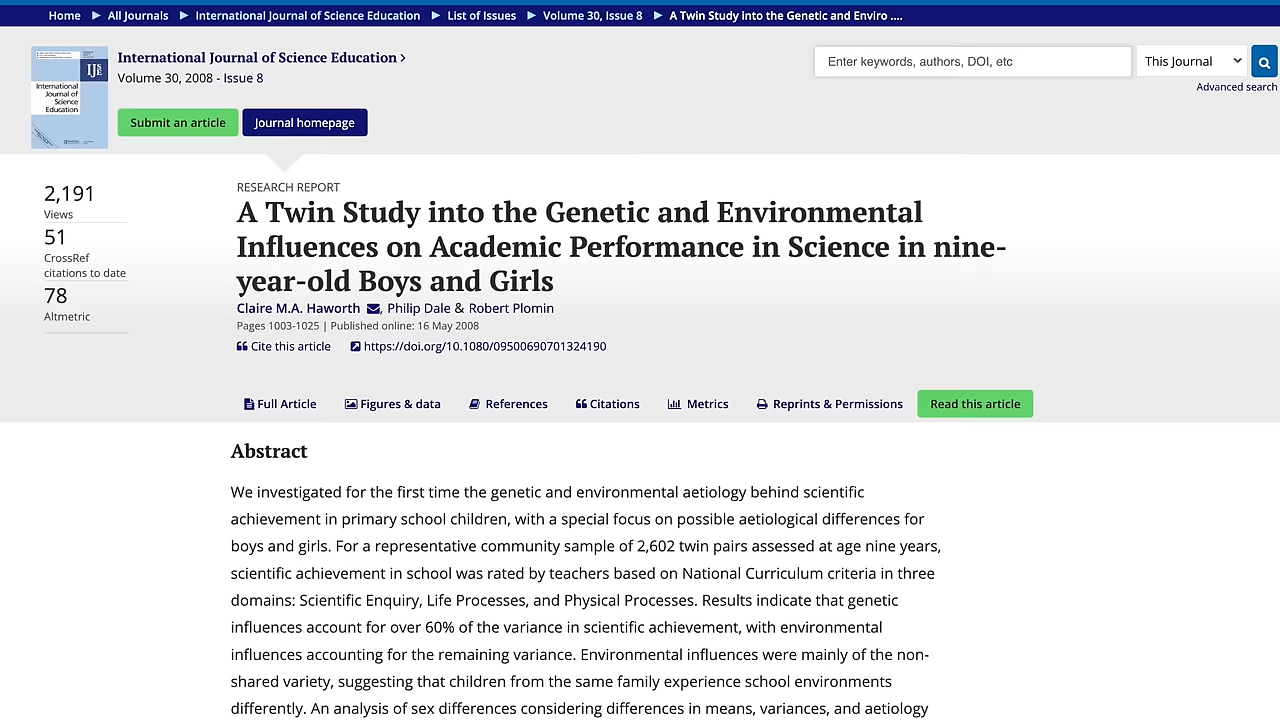 Home ▶ All Journals ▶ International Journal of Science Education ▶ List of Issues ▶ Volume 30, Issue 8 ▶ A Twin Study into the Genetic and Enviro ....
International Journal of Science Education ›
Volume 30, 2008 - Issue 8
Submit an article
Journal homepage
Enter keywords, authors, DOI, etc
This Journal
Advanced search
IJSE
International
Journal of
Science
Education
2,191
Views
51
CrossRef
citations to date
78
Altmetric
RESEARCH REPORT
A Twin Study into the Genetic and Environmental
Influences on Academic Performance in Science in nine-
year-old Boys and Girls
Claire M.A. Haworth, Philip Dale & Robert Plomin
Pages 1003-1025 | Published online: 16 May 2008
Cite this article https://doi.org/10.1080/09500690701324190
Full Article Figures & data References Citations Metrics Reprints & Permissions Read this article
Abstract
We investigated for the first time the genetic and environmental aetiology behind scientific
achievement in primary school children, with a special focus on possible aetiological differences for
boys and girls. For a representative community sample of 2,602 twin pairs assessed at age nine years,
scientific achievement in school was rated by teachers based on National Curriculum criteria in three
domains: Scientific Enquiry, Life Processes, and Physical Processes. Results indicate that genetic
influences account for over 60% of the variance in scientific achievement, with environmental
influences accounting for the remaining variance. Environmental influences were mainly of the non-
shared variety, suggesting that children from the same family experience school environments
differently. An analysis of sex differences considering differences in means, variances, and aetiology